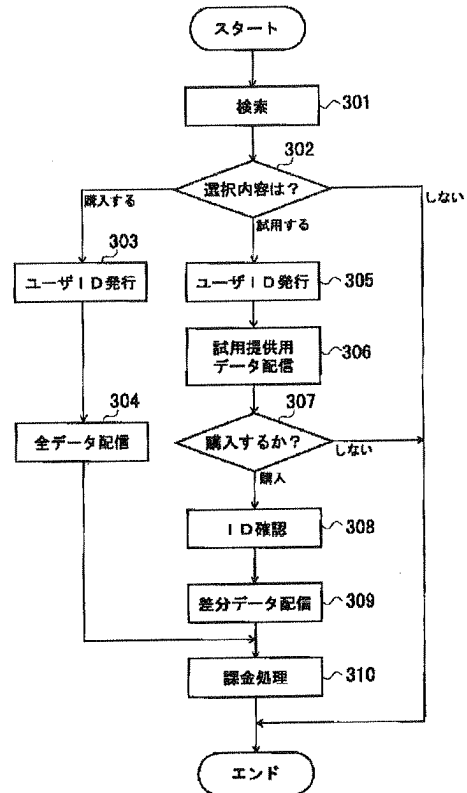 スタート
検索
301
302
選択内容は?
購入する
試用する
しない
303
ユーザID発行
ユーザID発行
305
試用提供用
データ配信
306
304
全データ配信
307
購入するか?
しない
購入
ID確認
308
差分データ配信
309
課金処理
310
エンド